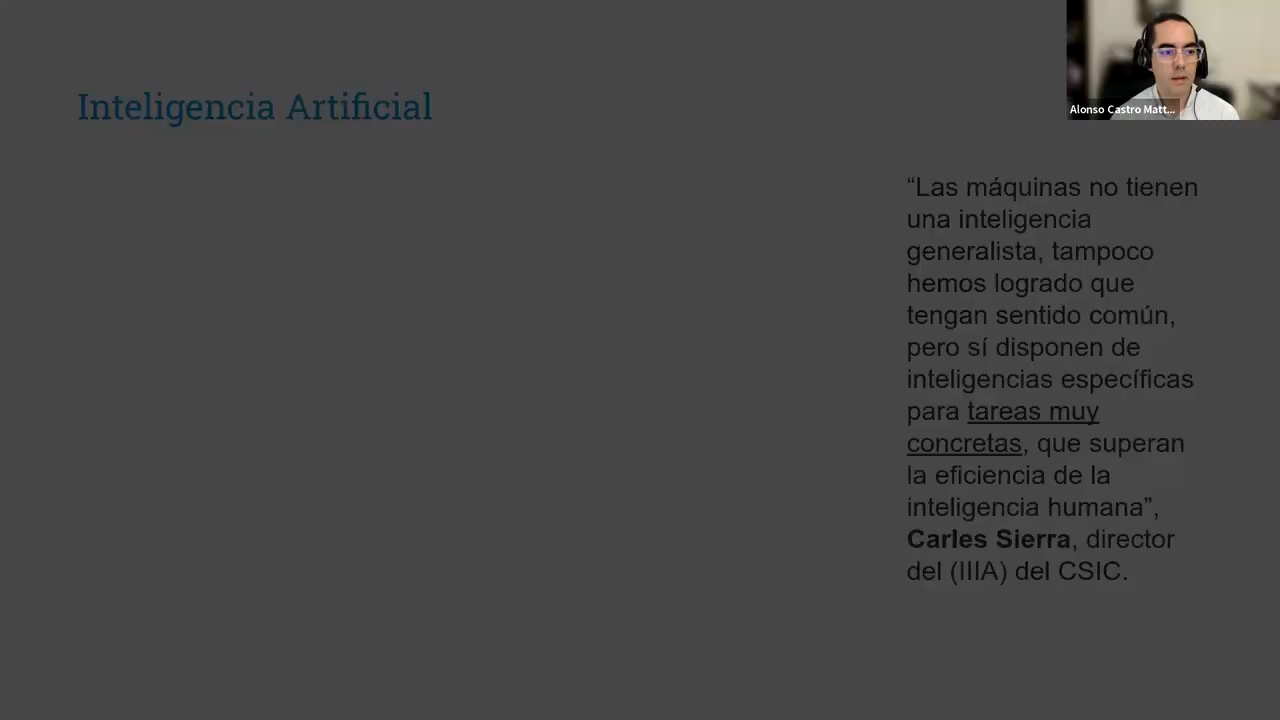 Inteligencia Artificial
Alonso Castro Matt...
“Las máquinas no tienen
una inteligencia
generalista, tampoco
hemos logrado que
tengan sentido común,
pero sí disponen de
inteligencias específicas
para tareas muy
concretas, que superan
la eficiencia de la
inteligencia humana”,
Carles Sierra, director
del (IIIA) del CSIC.